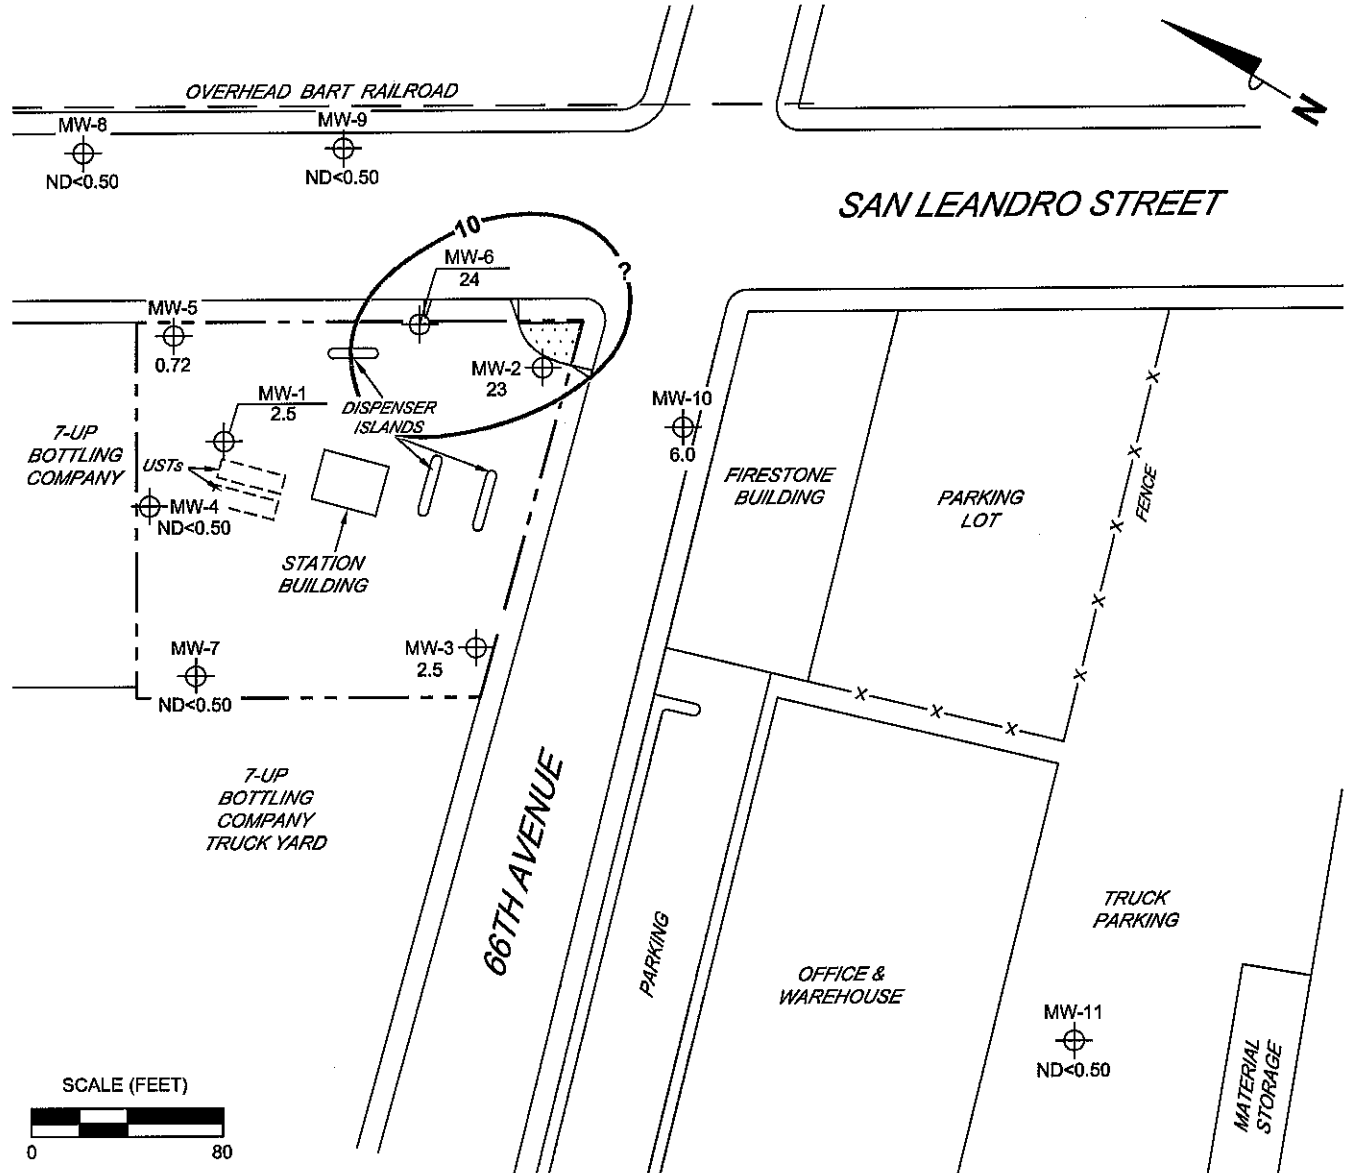 OVERHEAD BART RAILROAD
N
MW-8
ND<0.50
MW-9
ND<0.50
SAN LEANDRO STREET
10
?
MW-6
24
MW-5
0.72
MW-2
23
MW-1
2.5
DISPENSER
ISLANDS
MW-10
6.0
7-UP
BOTTLING
COMPANY
USTs
MW-4
ND<0.50
FIRESTONE
BUILDING
PARKING
LOT
FENCE
X
X
X
X
X
STATION
BUILDING
MW-7
ND<0.50
MW-3
2.5
X
X
X
7-UP
BOTTLING
COMPANY
TRUCK YARD
66TH AVENUE
PARKING
OFFICE &
WAREHOUSE
TRUCK
PARKING
MW-11
ND<0.50
MATERIAL
STORAGE
SCALE (FEET)
0 80